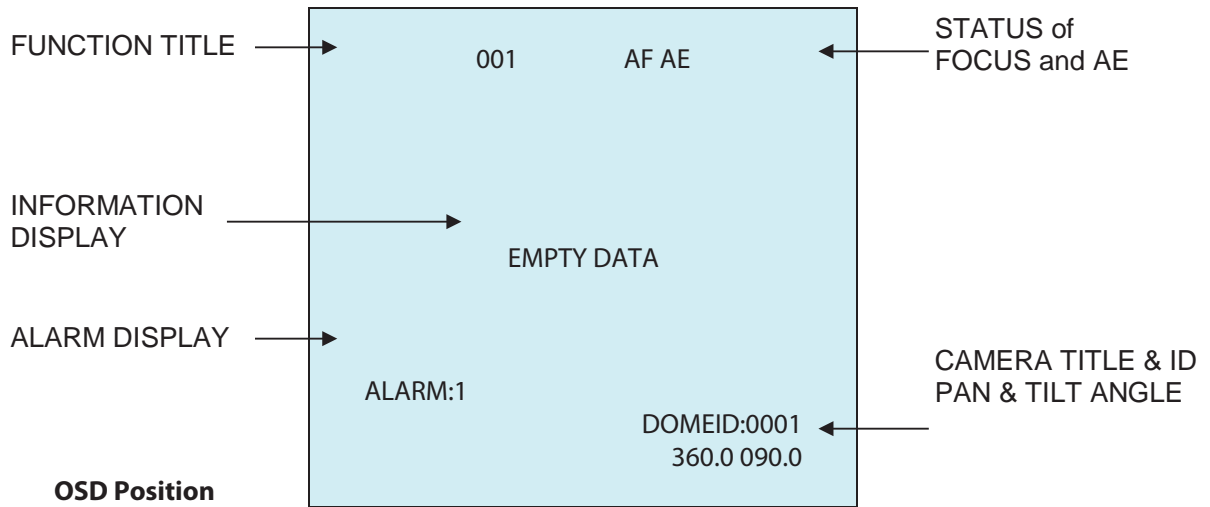 FUNCTION TITLE
001 AF AE
STATUS of
FOCUS and AE
INFORMATION
DISPLAY
EMPTY DATA
ALARM DISPLAY
ALARM:1
CAMERA TITLE & ID
PAN & TILT ANGLE
DOMEID:0001
360.0 090.0
OSD Position